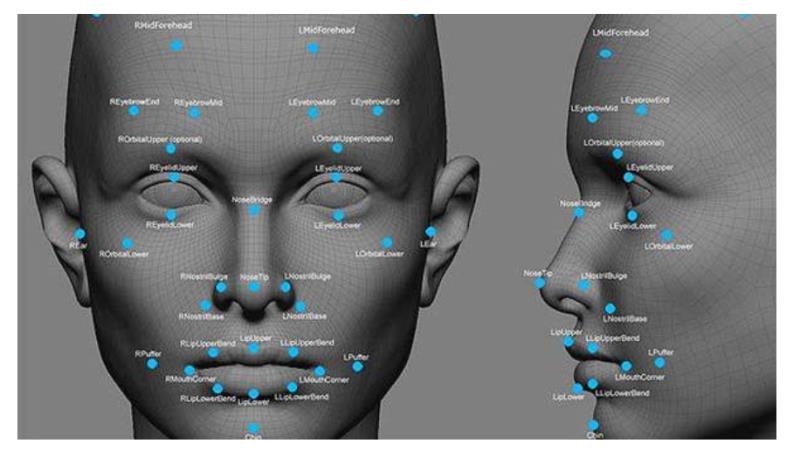 RMidForehead
LMidForehead
REyebrowEnd
REyebrowMid
LEyebrowMid
LEyebrowEnd
ROrbitalUpper (optional)
LOrbitalUpper(optional)
REyelidUpper
LEyelidUpper
NoseBridge
REyelidLower
LEyelidLower
REar
LEar
ROrbitalLower
LOrbitalLower
RNostrilBulge
NoseTip
LNostrilBulge
RNostrilBase
LNostrilBase
LipUpper
RLipUpperBend
LLipUpperBend
RPuffer
LPuffer
RMouthCorner
LMouthCorner
RLipLowerBend
LipLower
LLipLowerBend
Chin
LMidForehead
LEyebrowEnd
LEyebrowMid
LOrbitalUpper(optional)
LEyelidUpper
NoseBridge
LEyelidLower
LOrbitalLower
NoseTip
LNostrilBulge
LNostrilBase
LipUpper
LLipUpperBend
LPuffer
LMouthCorner
LipLower
LLipLowerBend
Chin